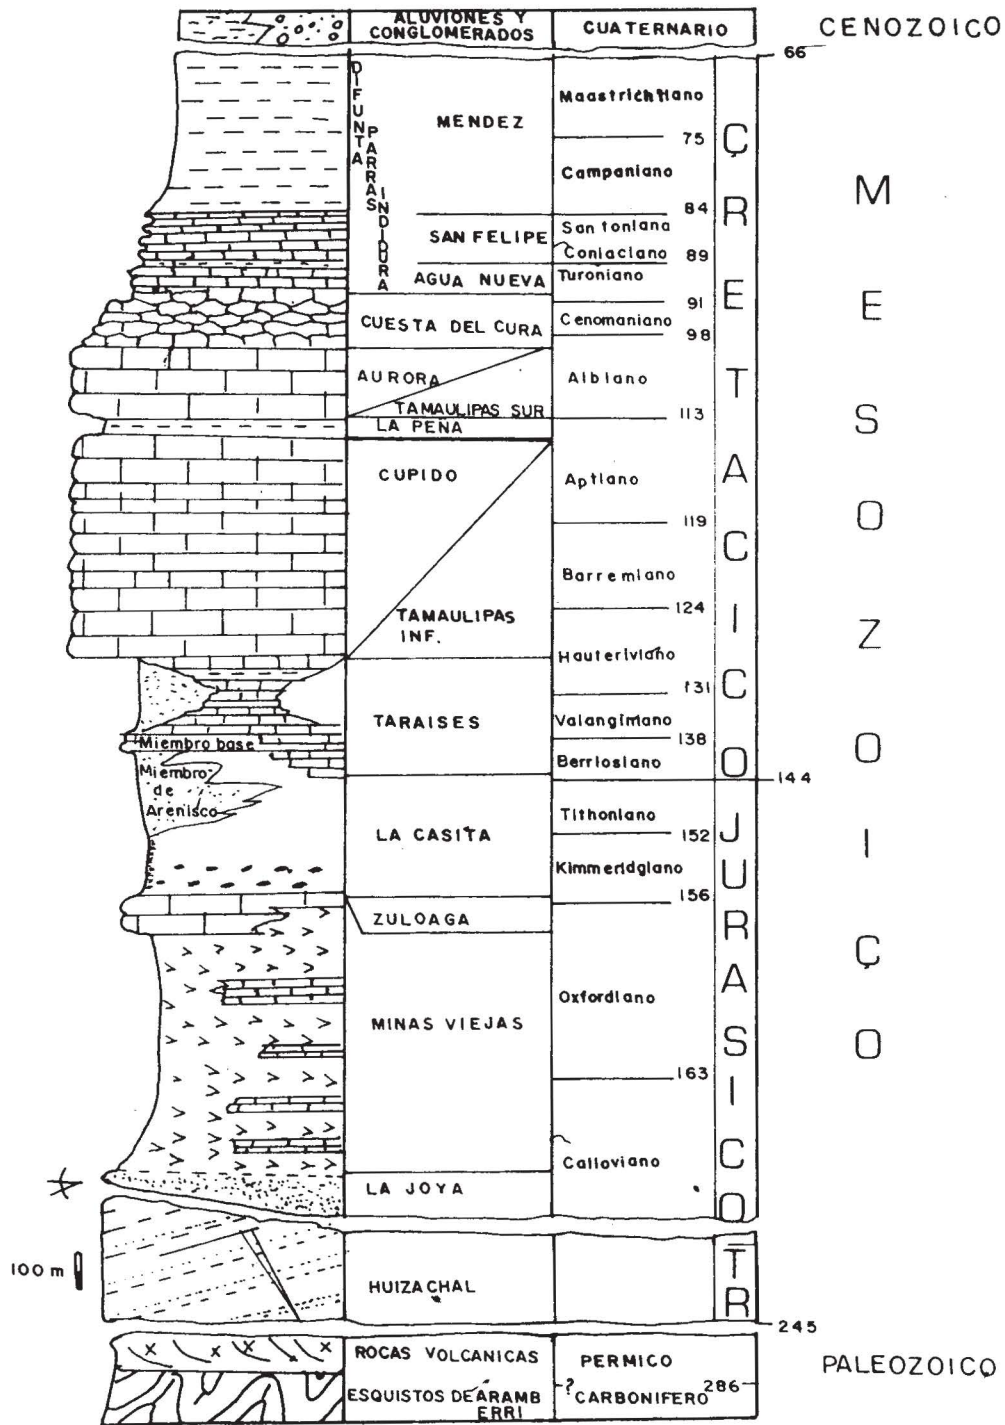 ALUVIONES Y
CONGLOMERADOS
CUATERNARIO
CENOZOICO
66
DIFUNTA
PARRAS
INDIDURA
MENDEZ
Maastrichtiano
75
Campaniano
84
SAN FELIPE
Santoniana
Coniaciano 89
AGUA NUEVA
Turoniano
91
CUESTA DEL CURA
Cenomaniano
98
AURORA
TAMAULIPAS SUR
Albiano
113
LA PEÑA
CUPIDO
Aptiano
119
Barremiano
124
TAMAULIPAS
INF.
Hauteriviano
131
TARAISES
Valanginiano
138
Berriosiano
144
Miembro base
Miembro
de
Arenisco
LA CASITA
Tithoniano
152
Kimmeridgiano
156
ZULOAGA
MINAS VIEJAS
Oxfordiano
163
Calloviano
LA JOYA
CRETACICO
JURASICO
TR
MESOZOICO
100 m
HUIZACHAL
245
ROCAS VOLCANICAS
PERMICO
PALEOZOICO
ESQUISTOS DE ARAMB
ERRI
-?
CARBONIFERO 286-